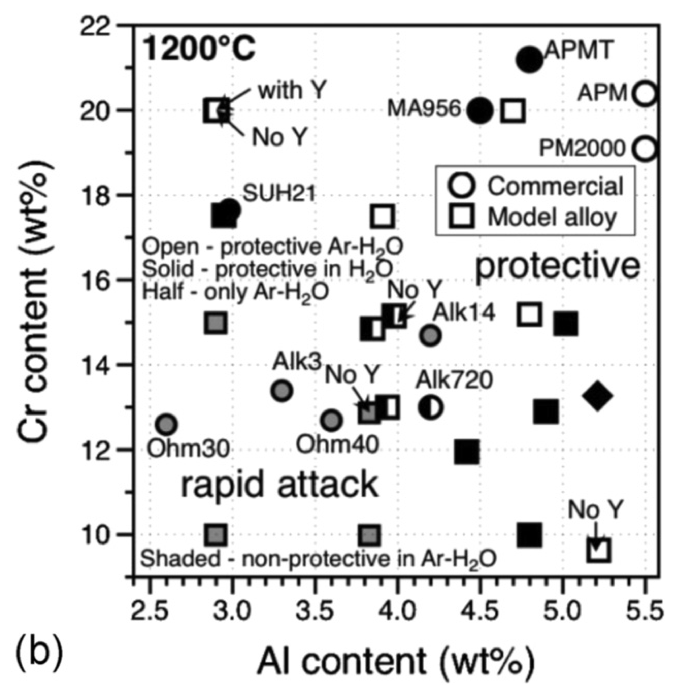 22
1200°C
APMT
APM
with Y
20
MA956
No Y
PM2000
SUH21
Commercial
18
Model alloy
Open - protective Ar-H₂O
Solid - protective in H₂O
protective
16
Half - only Ar-H₂O
No Y
Alk14
14
Alk3
No Y
Alk720
Ohm30
Ohm40
12
rapid attack
No Y
10
Shaded - non-protective in Ar-H₂O
Cr content (wt%)
2.5 3.0 3.5 4.0 4.5 5.0 5.5
(b)
Al content (wt%)